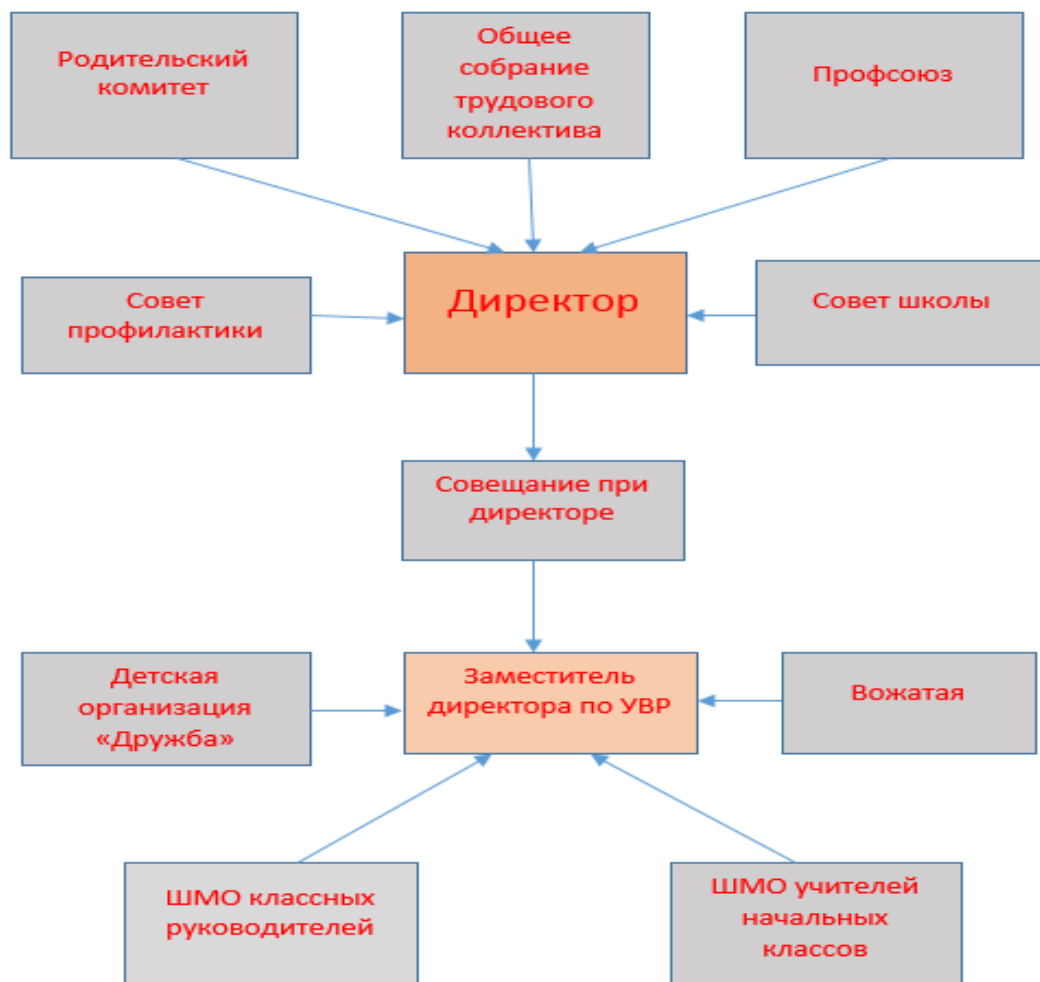 Родительский
комитет
Общее
собрание
трудового
коллектива
Профсоюз
Совет
профилактики
Директор
Совет школы
Совещание при
директоре
Детская
организация
«Дружба»
Заместитель
директора по УВР
Вожатая
ШМО классных
руководителей
ШМО учителей
начальных
классов